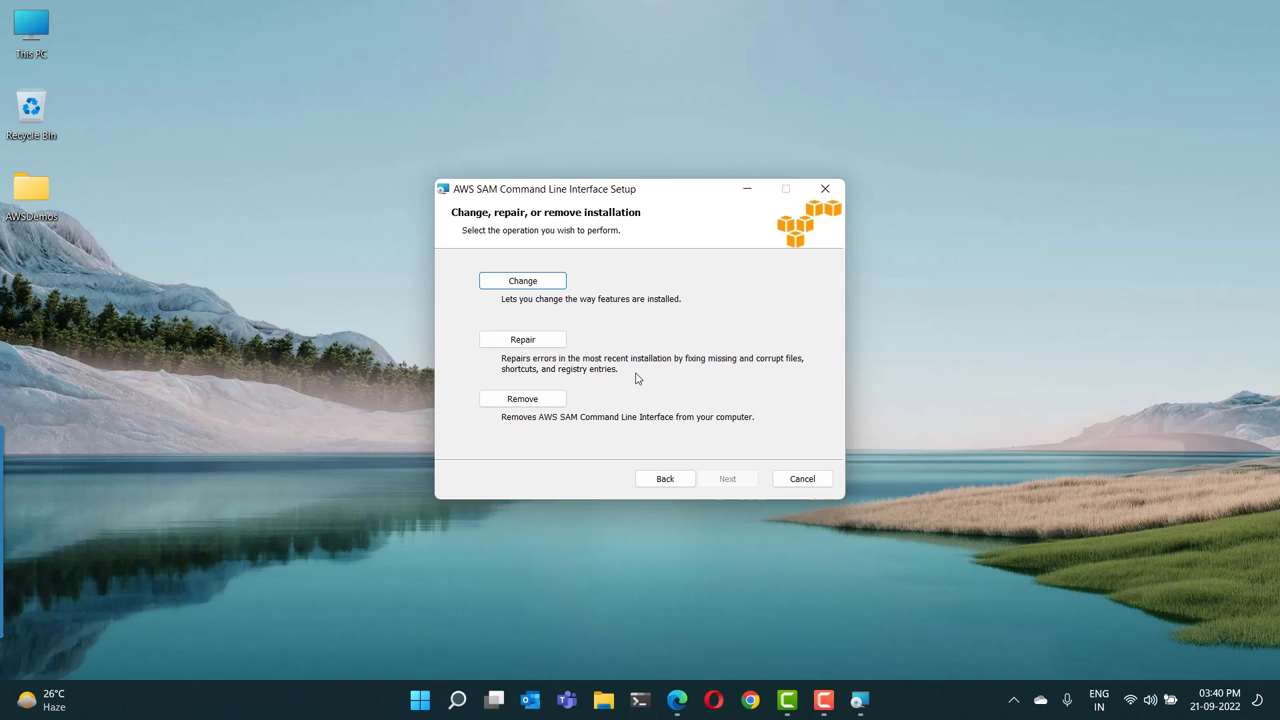 This PC
Recycle Bin
AWSDemos
AWS SAM Command Line Interface Setup
Change, repair, or remove installation
Select the operation you wish to perform.
Change
Lets you change the way features are installed.
Repair
Repairs errors in the most recent installation by fixing missing and corrupt files,
shortcuts, and registry entries.
Remove
Removes AWS SAM Command Line Interface from your computer.
Back
Next
Cancel
26°C
Haze
ENG
IN
03:40 PM
21-09-2022